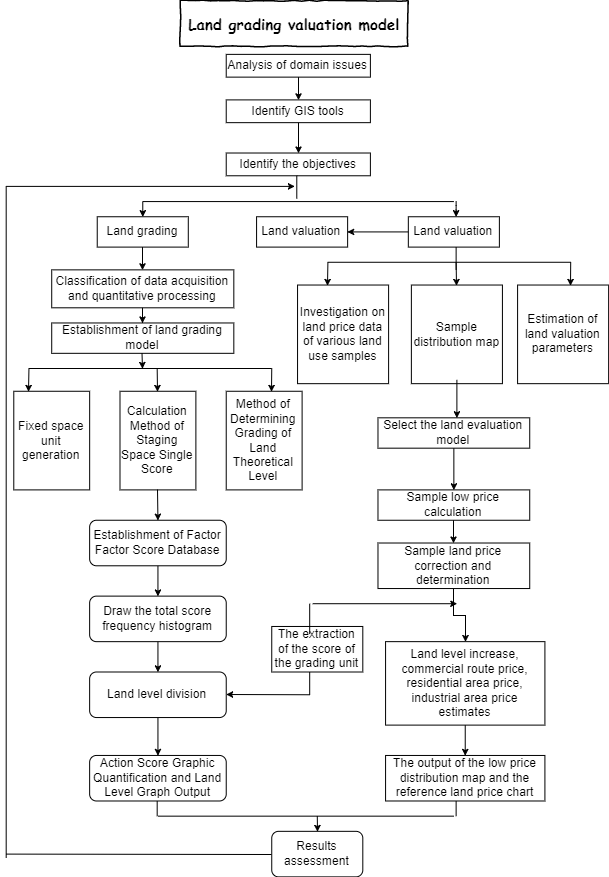 Land grading valuation model
Analysis of domain issues
Identify GIS tools
Identify the objectives
Land grading
Land valuation
Land valuation
Classification of data acquisition
and quantitative processing
Establishment of land grading
model
Investigation on
land price data
of various land
use samples
Sample
distribution map
Estimation of
land valuation
parameters
Fixed space
unit
generation
Calculation
Method of
Staging
Space Single
Score
Method of
Determining
Grading of
Land
Theoretical
Level
Select the land evaluation
model
Sample low price
calculation
Establishment of Factor
Factor Score Database
Sample land price
correction and
determination
Draw the total score
frequency histogram
The extraction
of the score of
the grading unit
Land level increase,
commercial route price,
residential area price,
industrial area price
estimates
Land level division
Action Score Graphic
Quantification and Land
Level Graph Output
The output of the low price
distribution map and the
reference land price chart
Results
assessment